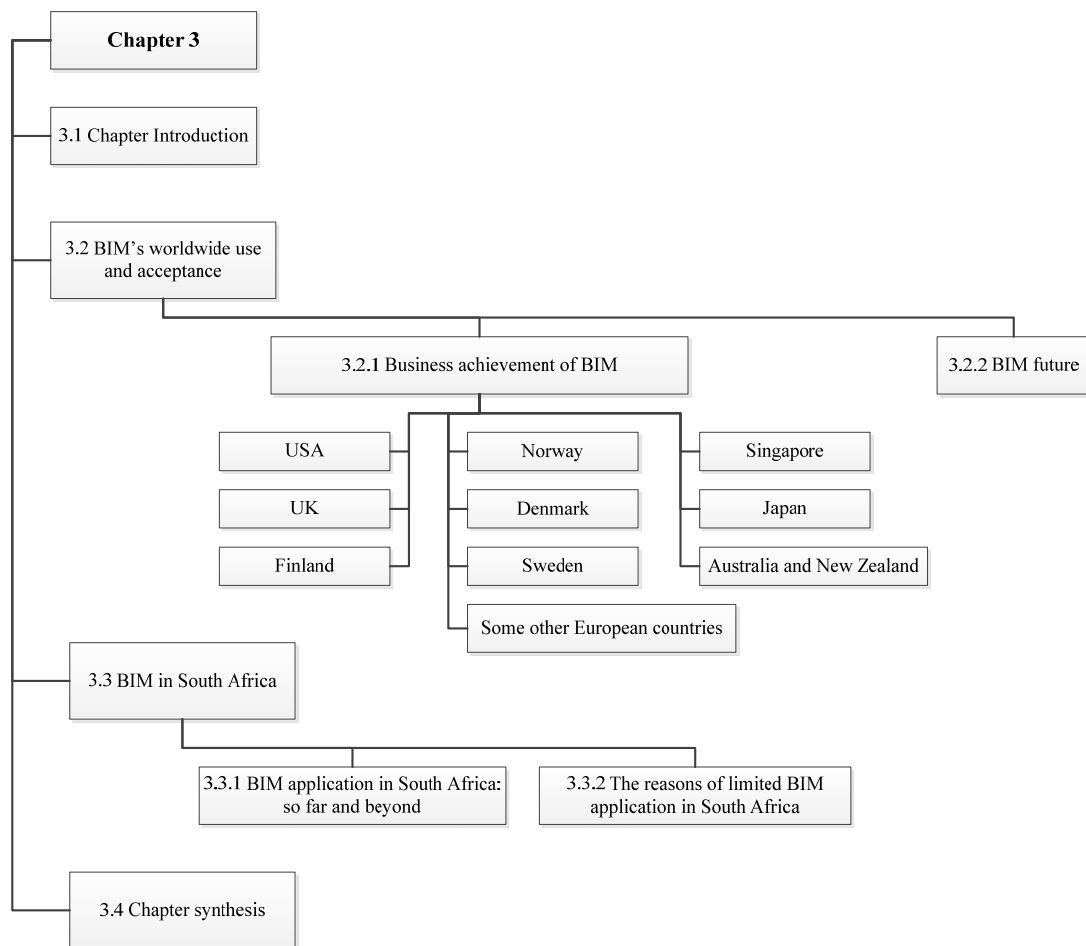 Chapter 3
3.1 Chapter Introduction
3.2 BIM’s worldwide use
and acceptance
3.2.1 Business achievement of BIM
3.2.2 BIM future
USA
Norway
Singapore
UK
Denmark
Japan
Finland
Sweden
Australia and New Zealand
Some other European countries
3.3 BIM in South Africa
3.3.1 BIM application in South Africa:
so far and beyond
3.3.2 The reasons of limited BIM
application in South Africa
3.4 Chapter synthesis